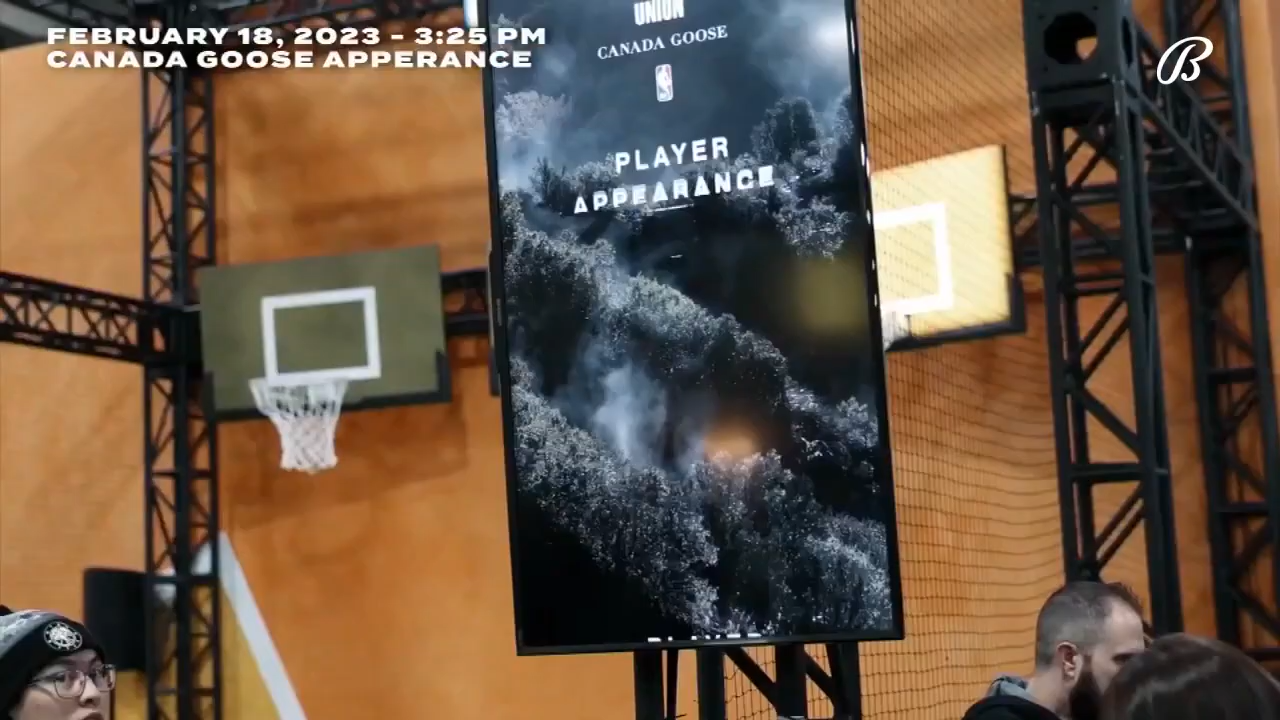 FEBRUARY 18, 2023 - 3:25 PM
CANADA GOOSE APPERANCE
B
UNION
CANADA GOOSE
PLAYER
APPEARANCE